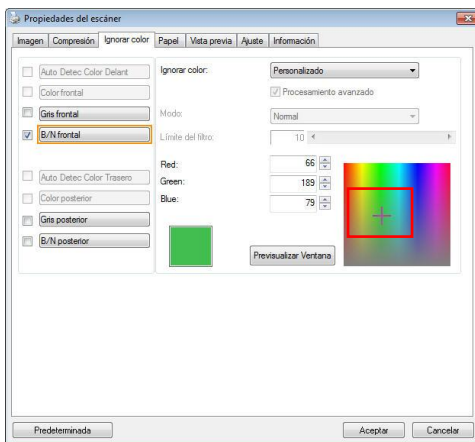 Propiedades del escáner
Imagen Compresión Ignorar color Papel Vista previa Ajuste Información
Auto Detec Color Delant
Color frontal
Gris frontal
B/N frontal
Auto Detec Color Trasero
Color posterior
Gris posterior
B/N posterior
Ignorar color: Personalizado
Procesamiento avanzado
Modo: Normal
Límite del filtro: 10
Red: 66
Green: 189
Blue: 79
Previsualizar Ventana
Predeterminada Aceptar Cancelar